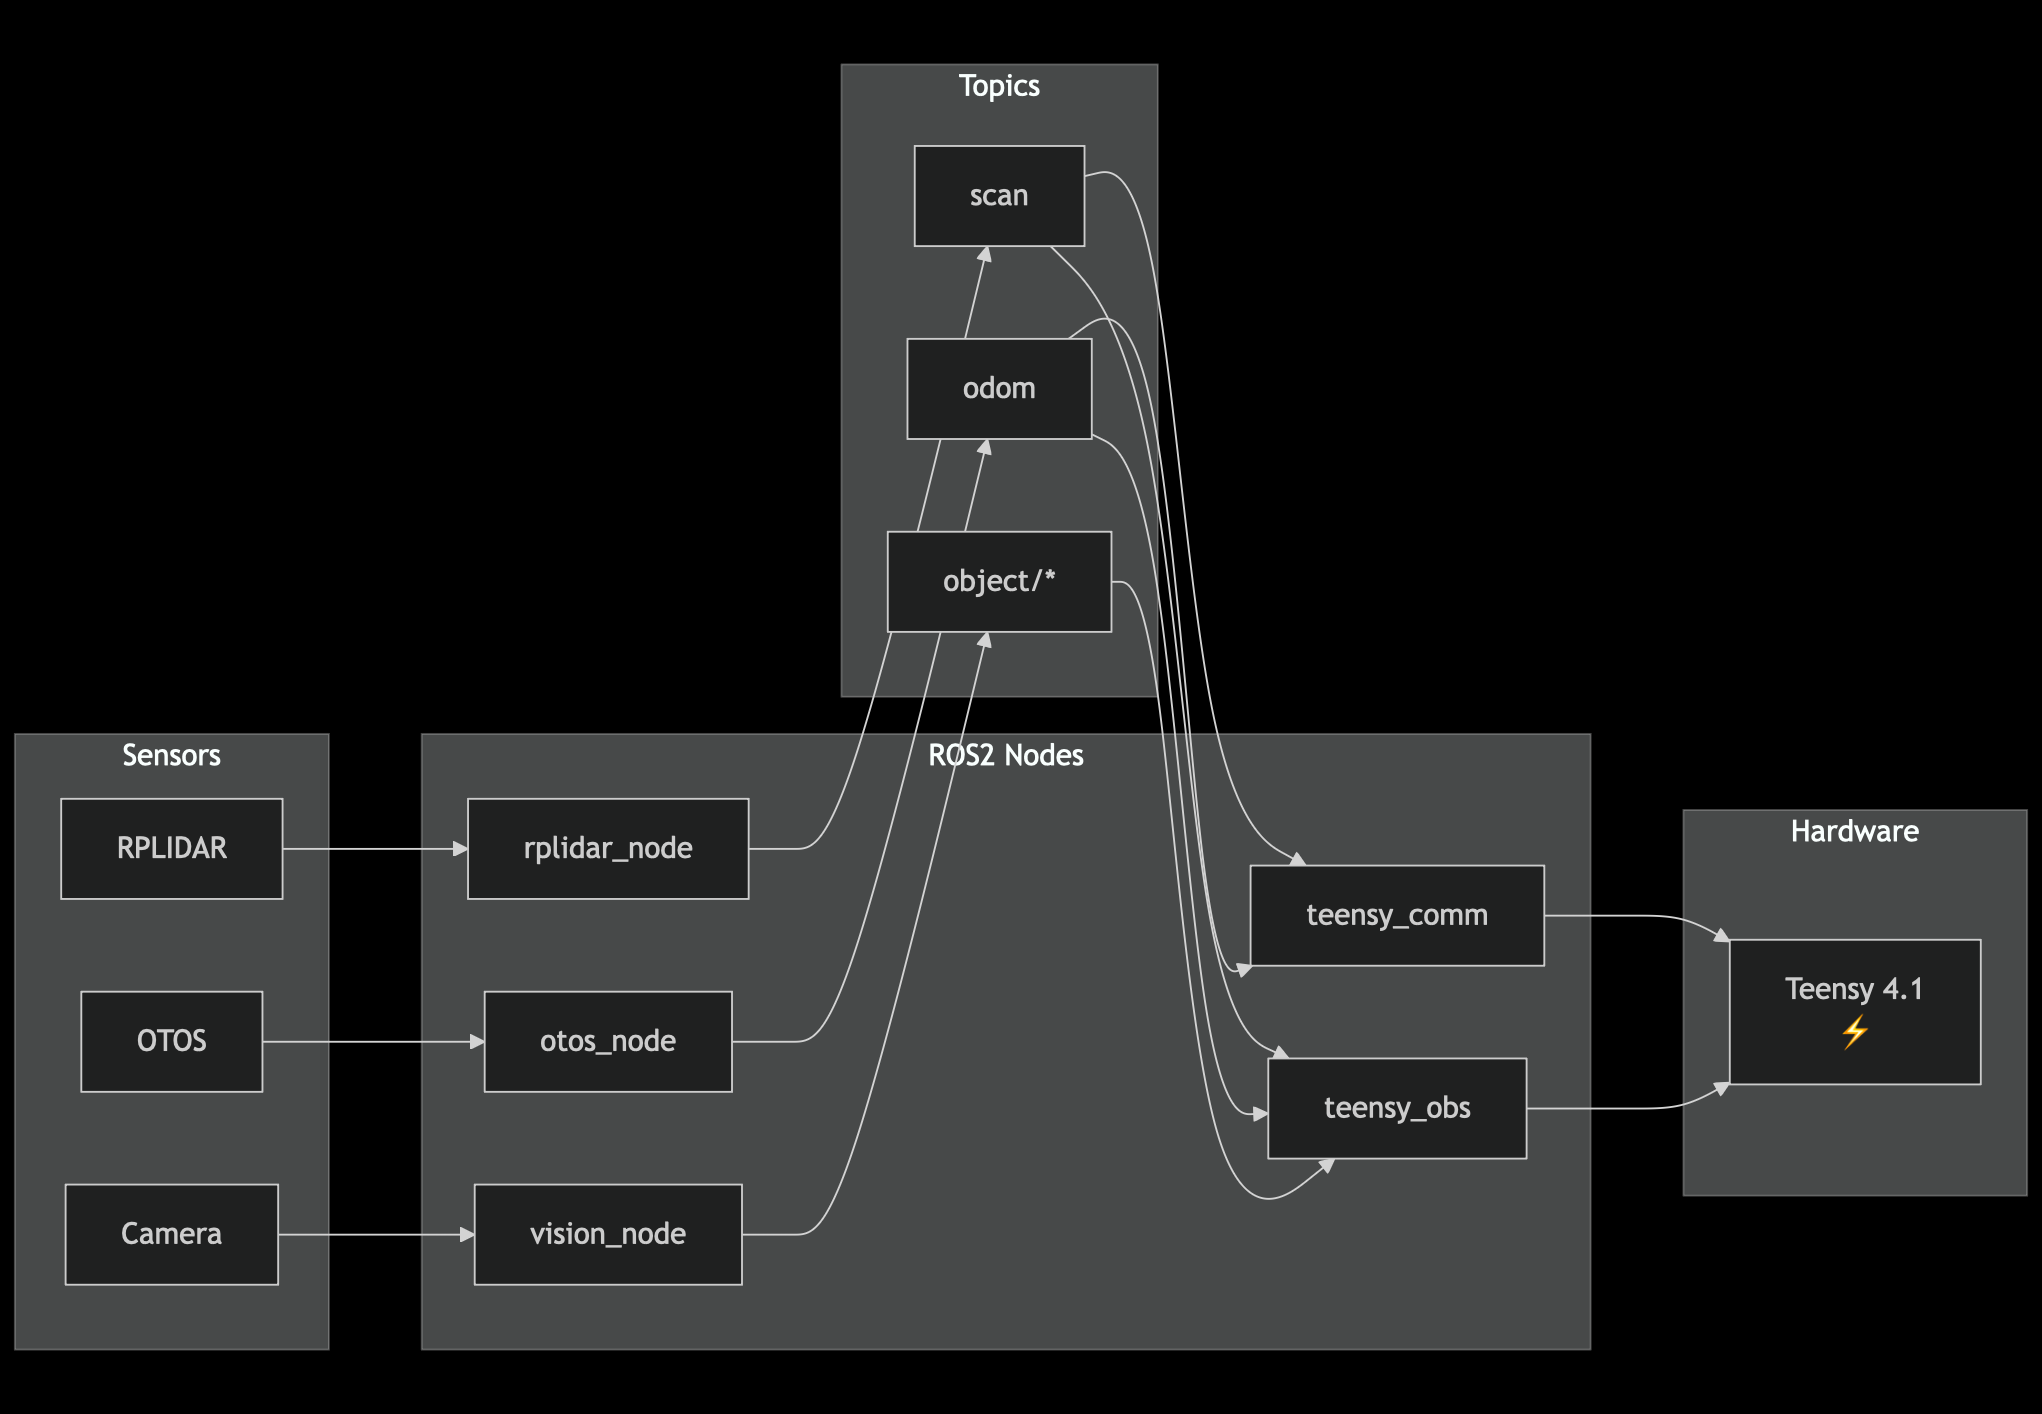 Topics
scan
odom
object/*
Sensors
RPLIDAR
OTOS
Camera
ROS2 Nodes
rplidar_node
otos_node
vision_node
teensy_comm
teensy_obs
Hardware
Teensy 4.1
⚡